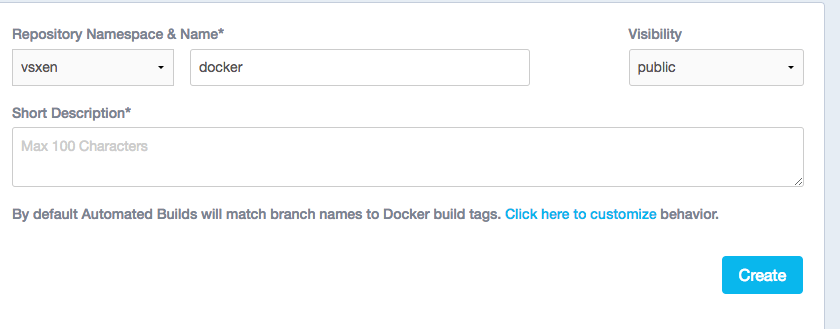 Repository Namespace & Name* Visibility
vsxen docker public
Short Description*
Max 100 Characters
By default Automated Builds will match branch names to Docker build tags. Click here to customize behavior.
Create